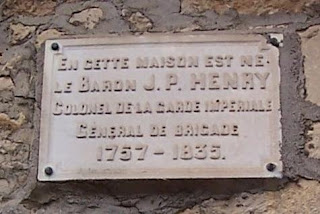 EN CETTE MAISON EST NÉ.
LE BARON J. P. HENRY
COLONEL DE LA GARDE IMPÉRIALE
GÉNÉRAL DE BRIGADE
1757 - 1835.